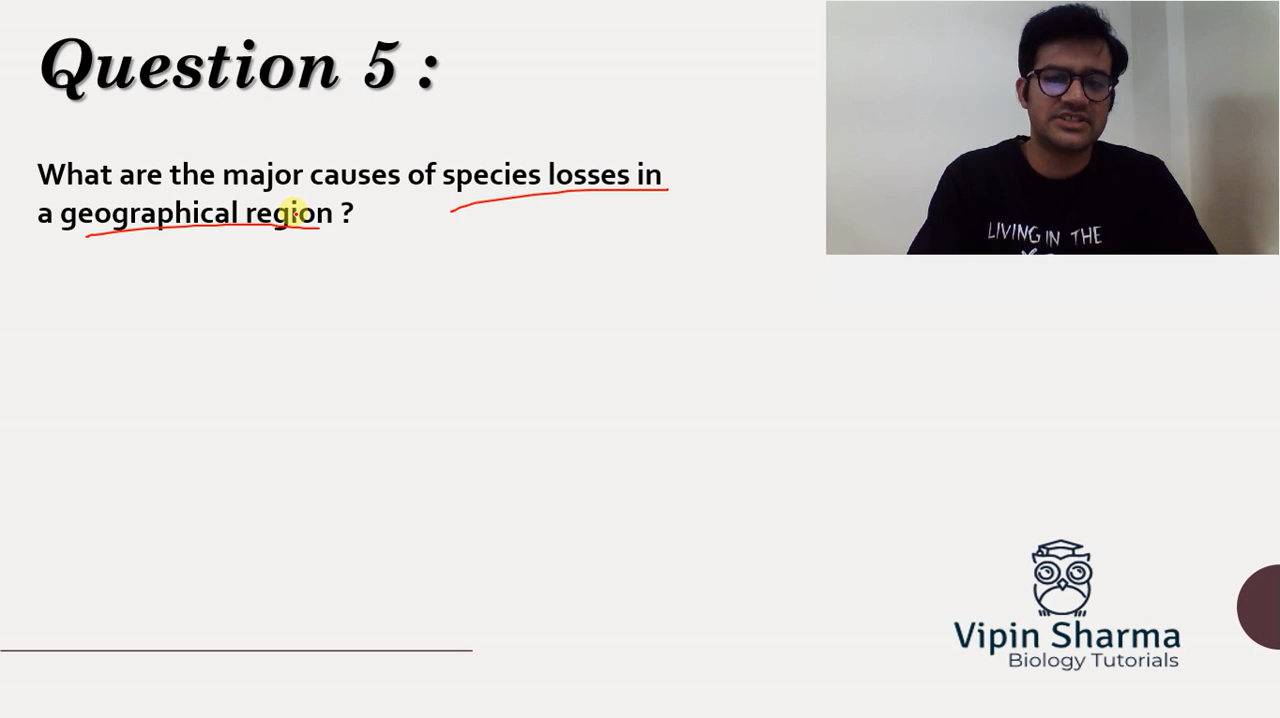 Question 5 :
What are the major causes of species losses in
a geographical region ?
LIVING IN THE
Vipin Sharma
Biology Tutorials